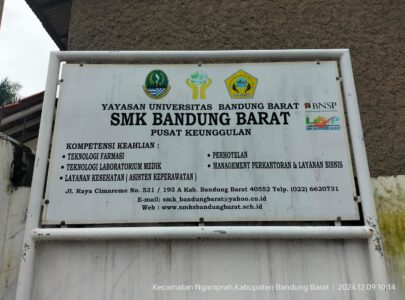 YAYASAN UNIVERSITAS BANDUNG BARAT
BNSP
SMK BANDUNG BARAT
PUSAT KEUNGGULAN
KOMPETENSI KEAHLIAN :
• TEKNOLOGI FARMASI
• TEKNOLOGI LABORATORIUM MEDIK
• LAYANAN KESEHATAN ( ASISTEN KEPERAWATAN )
• PERHOTELAN
• MANAGEMENT PERKANTORAN & LAYANAN BISNIS
Jl. Raya Cimareme No. 531 / 193 A Kab. Bandung Barat 40552 Telp. (022) 6620731
E-mail: smk_bandungbarat@yahoo.co.id
Web : www.smksbandungbarat.sch.id
Kecamatan Ngamprah,Kabupaten Bandung Barat | 2024.12.09 10:14